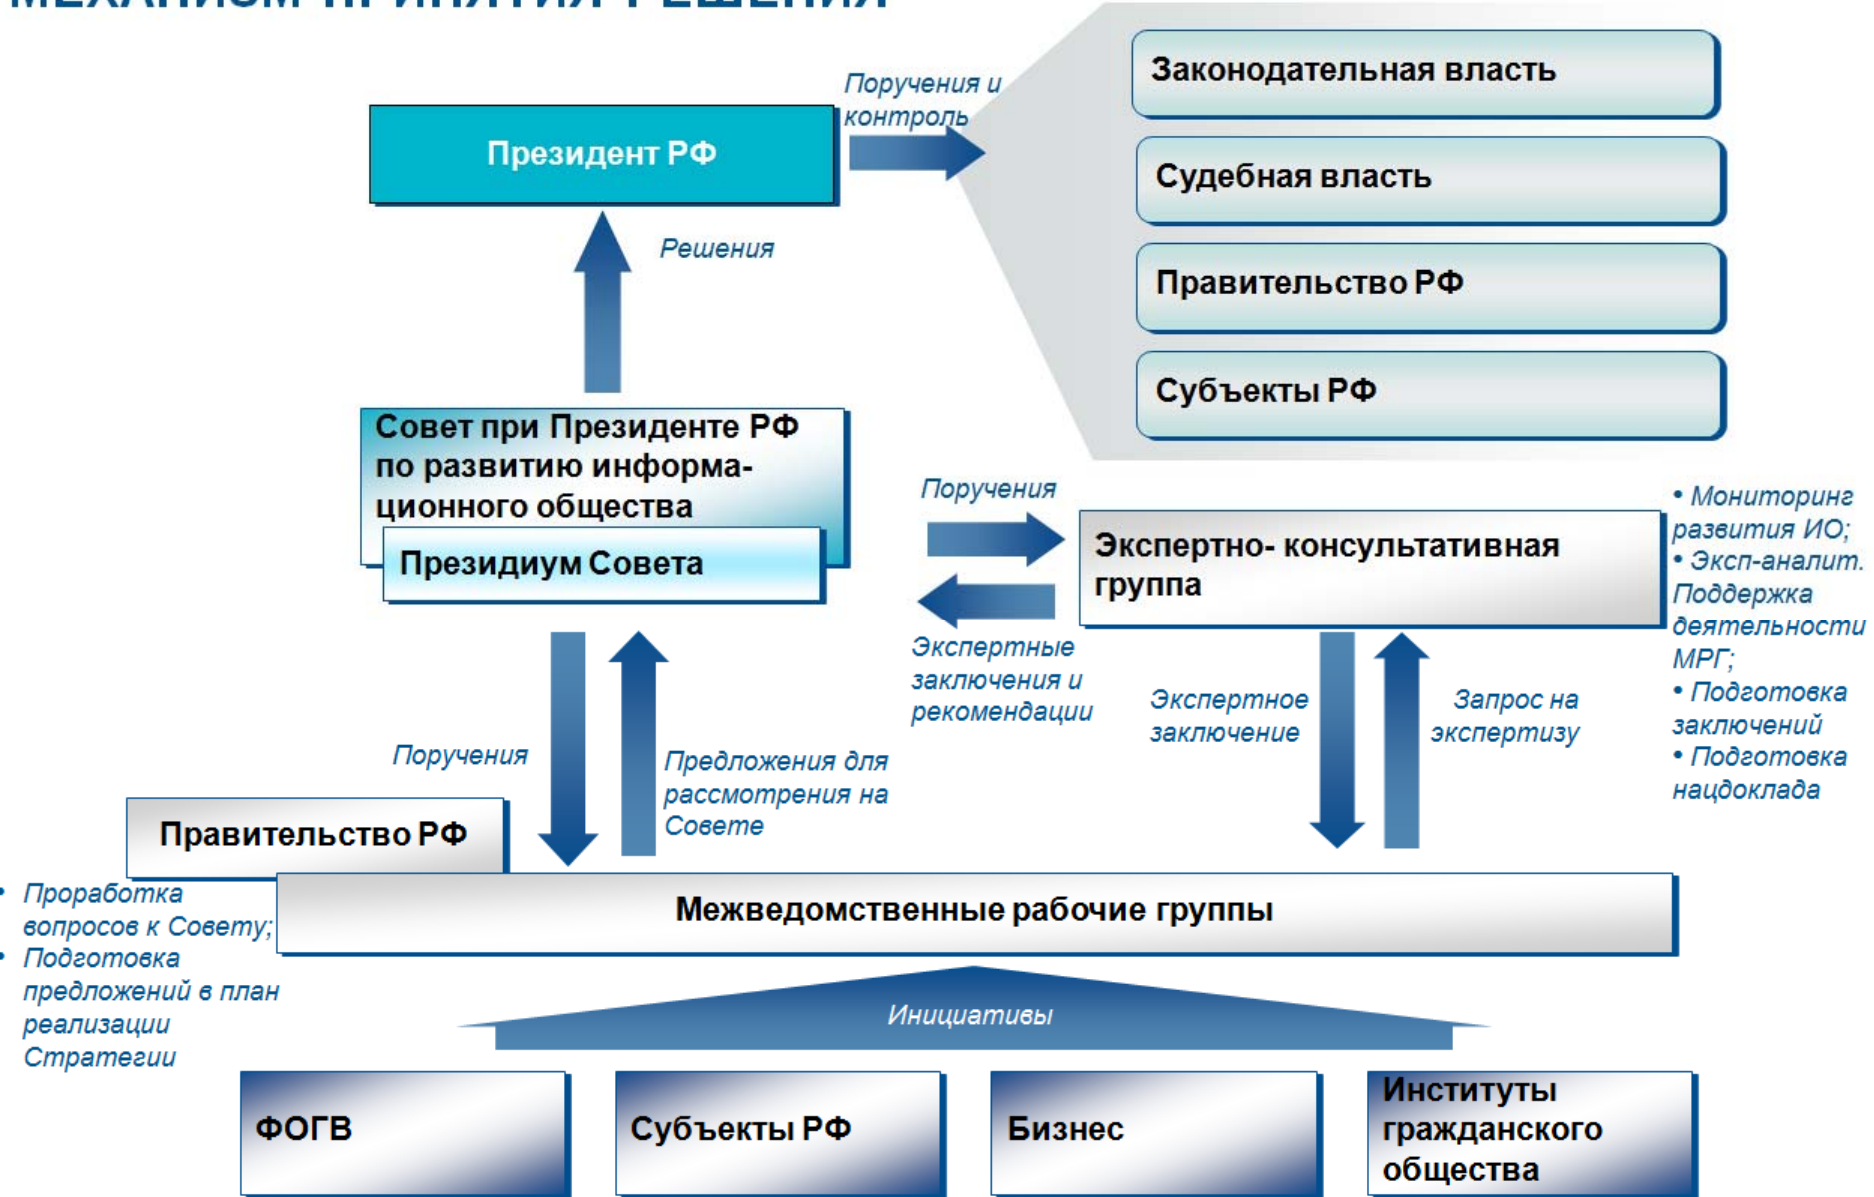 МЕХАНИЗМ ПРИНЯТИЯ РЕШЕНИЯ
Поручения и
контроль
Президент РФ
Законодательная власть
Судебная власть
Правительство РФ
Субъекты РФ
Решения
Совет при Президенте РФ
по развитию информа-
ционного общества
Президиум Совета
Поручения
Экспертные
заключения и
рекомендации
Экспертно- консультативная
группа
• Мониторинг
развития ИО;
• Эксп-аналит.
Поддержка
деятельности
МРГ;
• Подготовка
заключений
• Подготовка
нацдоклада
Поручения
Предложения для
рассмотрения на
Совете
Экспертное
заключение
Запрос на
экспертизу
Правительство РФ
• Проработка
вопросов к Совету;
• Подготовка
предложений в план
реализации
Стратегии
Межведомственные рабочие группы
Инициативы
ФОГВ
Субъекты РФ
Бизнес
Институты
гражданского
общества